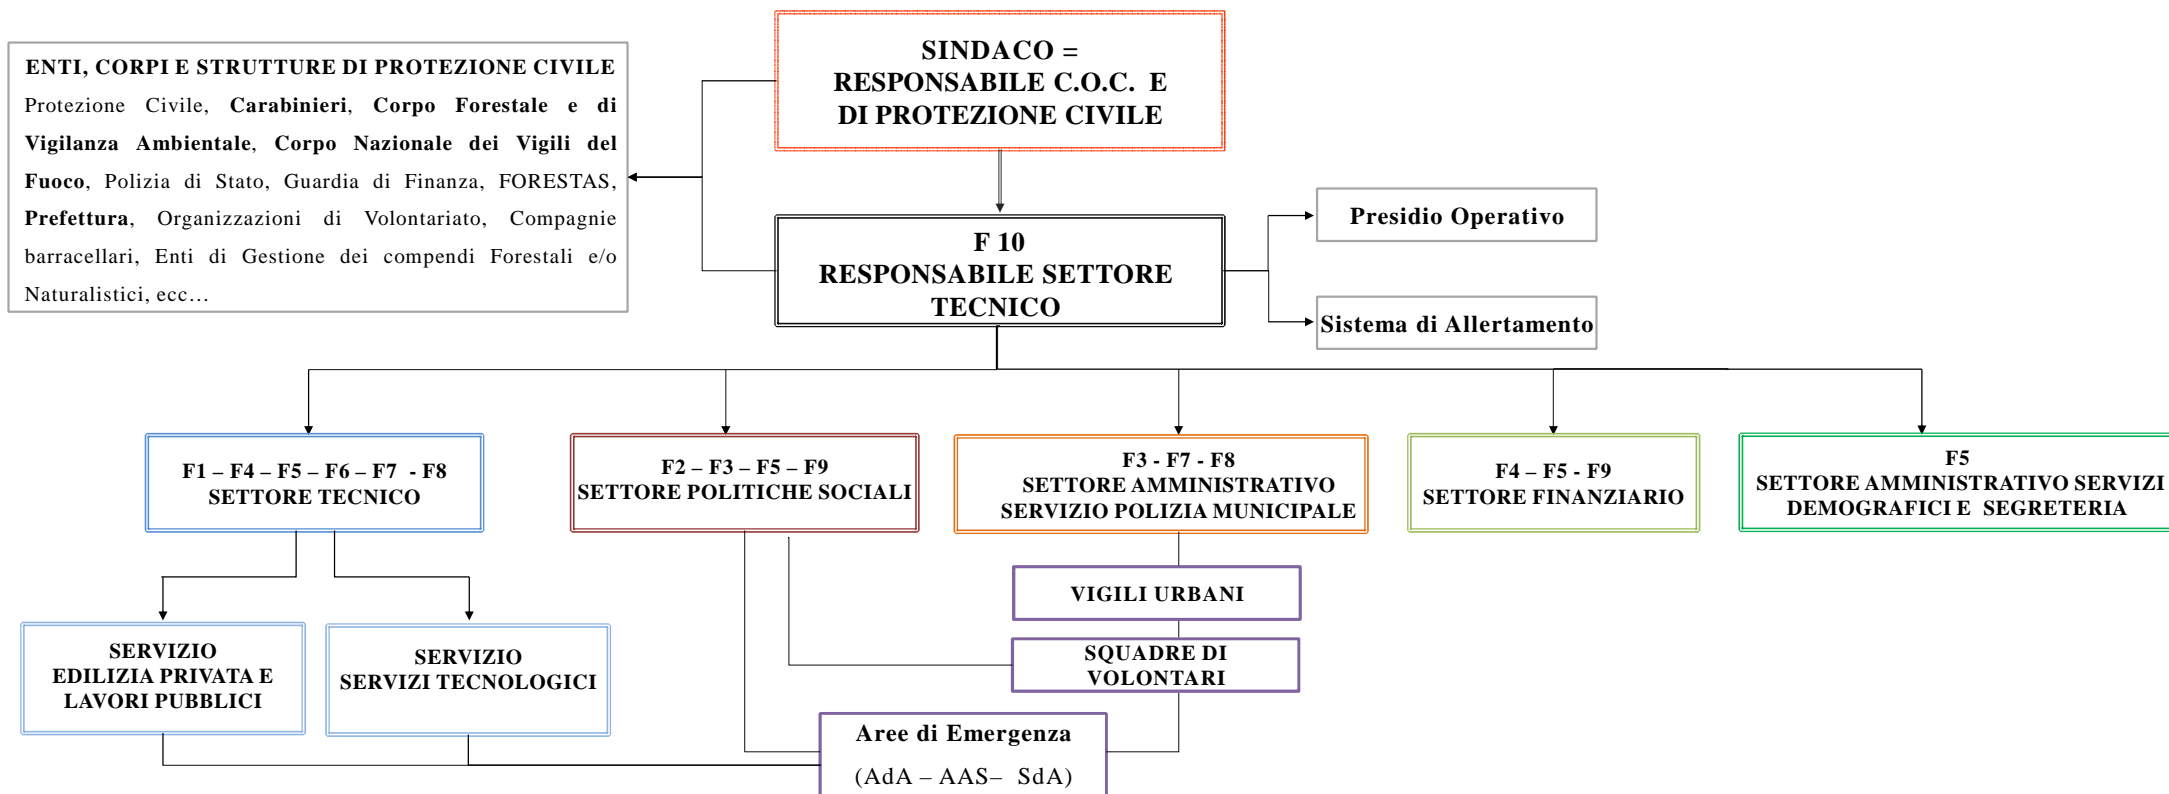 SINDACO =
RESPONSABILE C.O.C. E
DI PROTEZIONE CIVILE
ENTI, CORPI E STRUTTURE DI PROTEZIONE CIVILE
Protezione Civile, Carabinieri, Corpo Forestale e di
Vigilanza Ambientale, Corpo Nazionale dei Vigili del
Fuoco, Polizia di Stato, Guardia di Finanza, FORESTAS,
Prefettura, Organizzazioni di Volontariato, Compagnie
barracellari, Enti di Gestione dei compendi Forestali e/o
Naturalistici, ecc…
F 10
RESPONSABILE SETTORE
TECNICO
Presidio Operativo
Sistema di Allertamento
F1 – F4 – F5 – F6 – F7 - F8
SETTORE TECNICO
F2 – F3 – F5 – F9
SETTORE POLITICHE SOCIALI
F3 - F7 - F8
SETTORE AMMINISTRATIVO
SERVIZIO POLIZIA MUNICIPALE
F4 – F5 - F9
SETTORE FINANZIARIO
F5
SETTORE AMMINISTRATIVO SERVIZI
DEMOGRAFICI E SEGRETERIA
VIGILI URBANI
SQUADRE DI
VOLONTARI
SERVIZIO
EDILIZIA PRIVATA E
LAVORI PUBBLICI
SERVIZIO
SERVIZI TECNOLOGICI
Aree di Emergenza
(AdA – AAS– SdA)